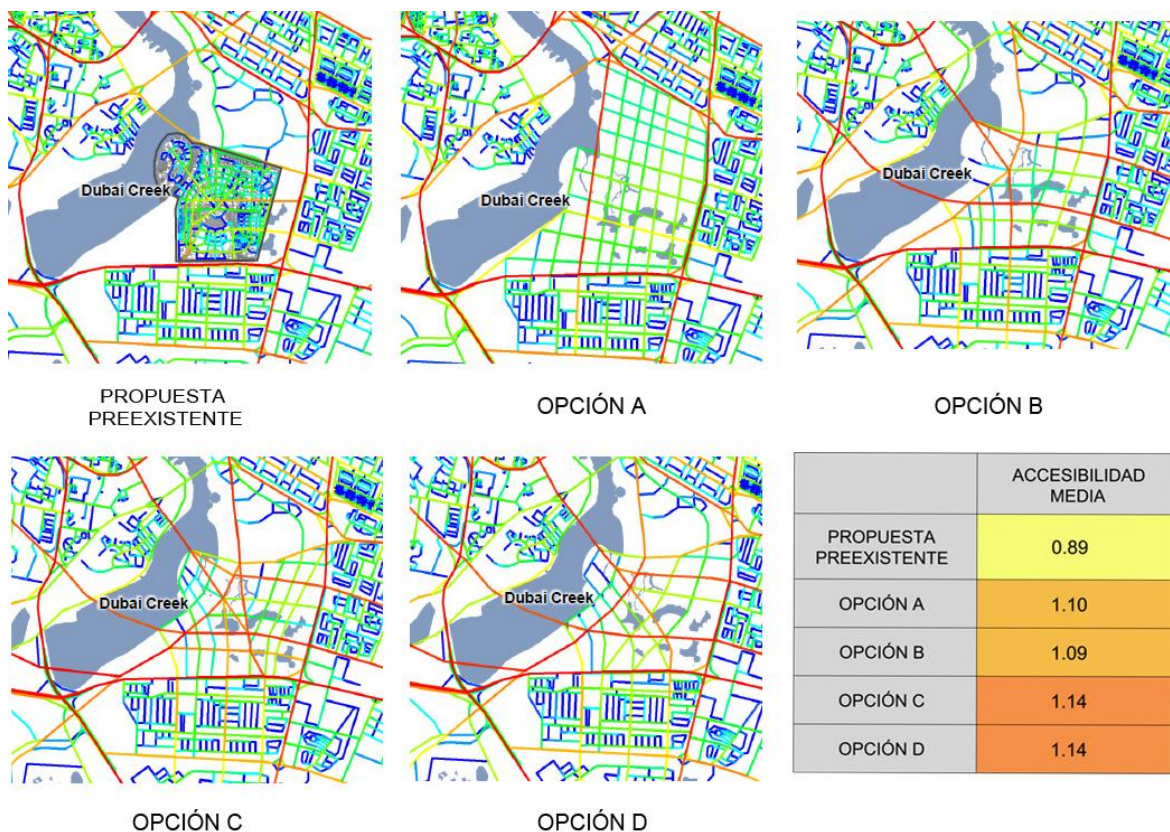 Dubai Creek
Dubai Creek
Dubai Creek
PROPUESTA
PREEXISTENTE
OPCIÓN A
OPCIÓN B
Dubai Creek
Dubai Creek
OPCIÓN C
OPCIÓN D
ACCESIBILIDAD
MEDIA
PROPUESTA
PREEXISTENTE
0.89
OPCIÓN A
1.10
OPCIÓN B
1.09
OPCIÓN C
1.14
OPCIÓN D
1.14